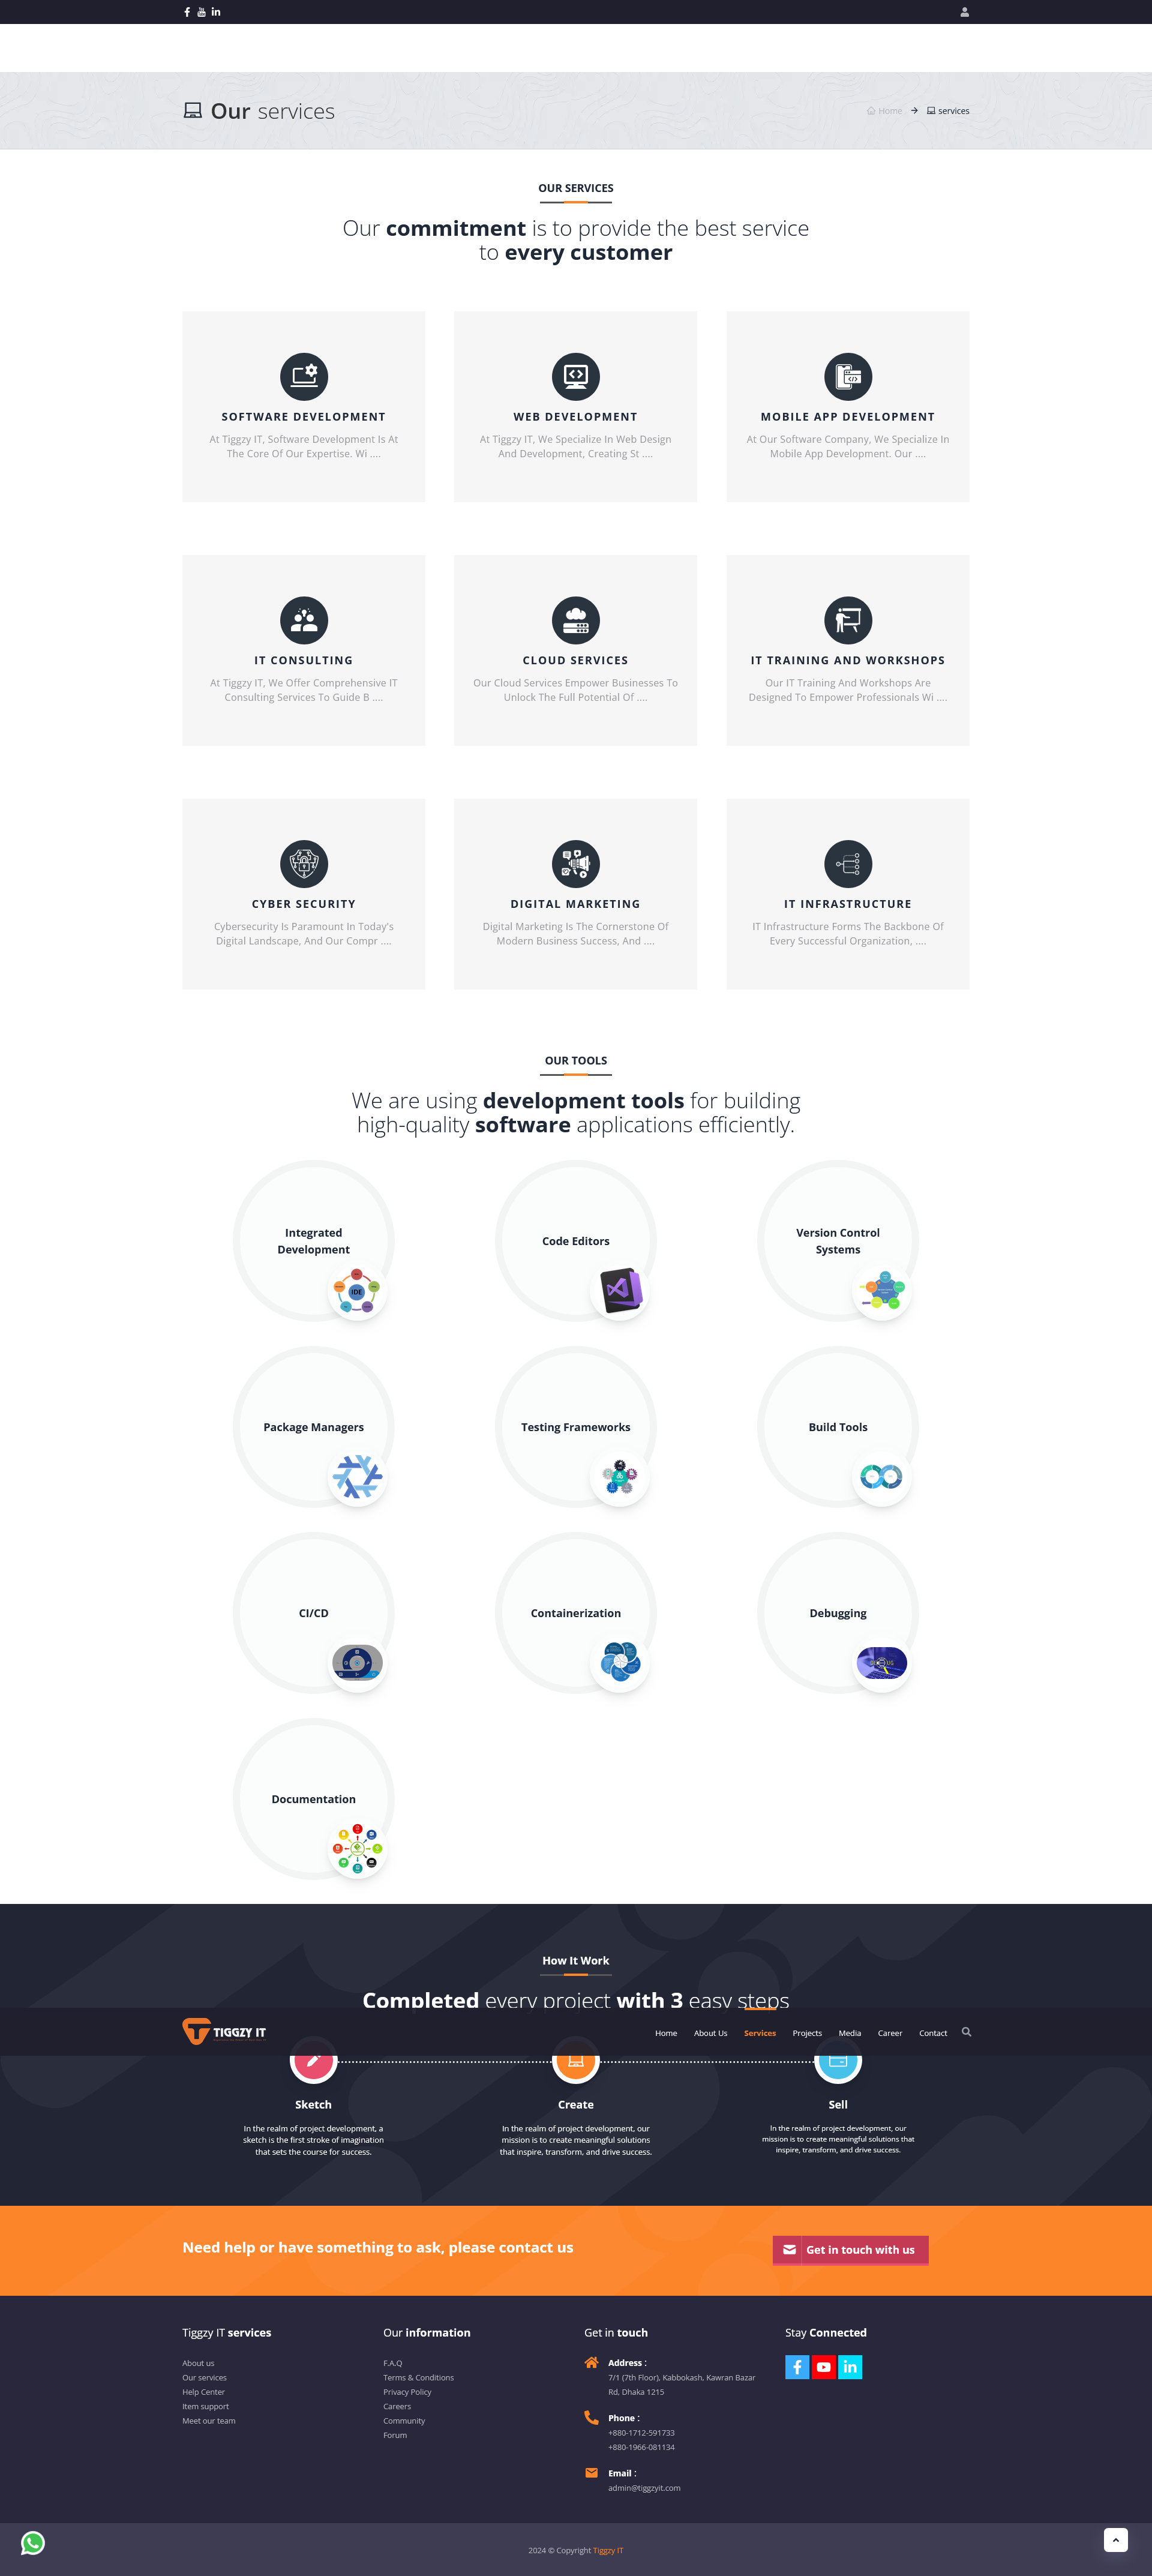 Our services
Home → services
OUR SERVICES
Our commitment is to provide the best service
to every customer
SOFTWARE DEVELOPMENT
At Tiggzy IT, Software Development Is At
The Core Of Our Expertise. Wi ....
WEB DEVELOPMENT
At Tiggzy IT, We Specialize In Web Design
And Development, Creating St ....
MOBILE APP DEVELOPMENT
At Our Software Company, We Specialize In
Mobile App Development. Our ....
IT CONSULTING
At Tiggzy IT, We Offer Comprehensive IT
Consulting Services To Guide B ....
CLOUD SERVICES
Our Cloud Services Empower Businesses To
Unlock The Full Potential Of ....
IT TRAINING AND WORKSHOPS
Our IT Training And Workshops Are
Designed To Empower Professionals Wi ....
CYBER SECURITY
Cybersecurity Is Paramount In Today's
Digital Landscape, And Our Compr ....
DIGITAL MARKETING
Digital Marketing Is The Cornerstone Of
Modern Business Success, And ....
IT INFRASTRUCTURE
IT Infrastructure Forms The Backbone Of
Every Successful Organization, ....
OUR TOOLS
We are using development tools for building
high-quality software applications efficiently.
Integrated
Development
IDE
Code Editors
Version Control
Systems
Package Managers
Testing Frameworks
Build Tools
CI/CD
Containerization
Debugging
Documentation
How It Work
Completed every project with 3 easy steps
TIGGZY IT
Home
About Us
Services
Projects
Media
Career
Contact
Sketch
In the realm of project development, a
sketch is the first stroke of imagination
that sets the course for success.
Create
In the realm of project development, our
mission is to create meaningful solutions
that inspire, transform, and drive success.
Sell
In the realm of project development, our
mission is to create meaningful solutions that
inspire, transform, and drive success.
Need help or have something to ask, please contact us
Get in touch with us
Tiggzy IT services
About us
Our services
Help Center
Item support
Meet our team
Our information
F.A.Q
Terms & Conditions
Privacy Policy
Careers
Community
Forum
Get in touch
Address :
7/1 (7th Floor), Kabbokash, Kawran Bazar
Rd, Dhaka 1215
Phone :
+880-1712-591733
+880-1966-081134
Email :
admin@tiggzyit.com
Stay Connected
2024 © Copyright Tiggzy IT